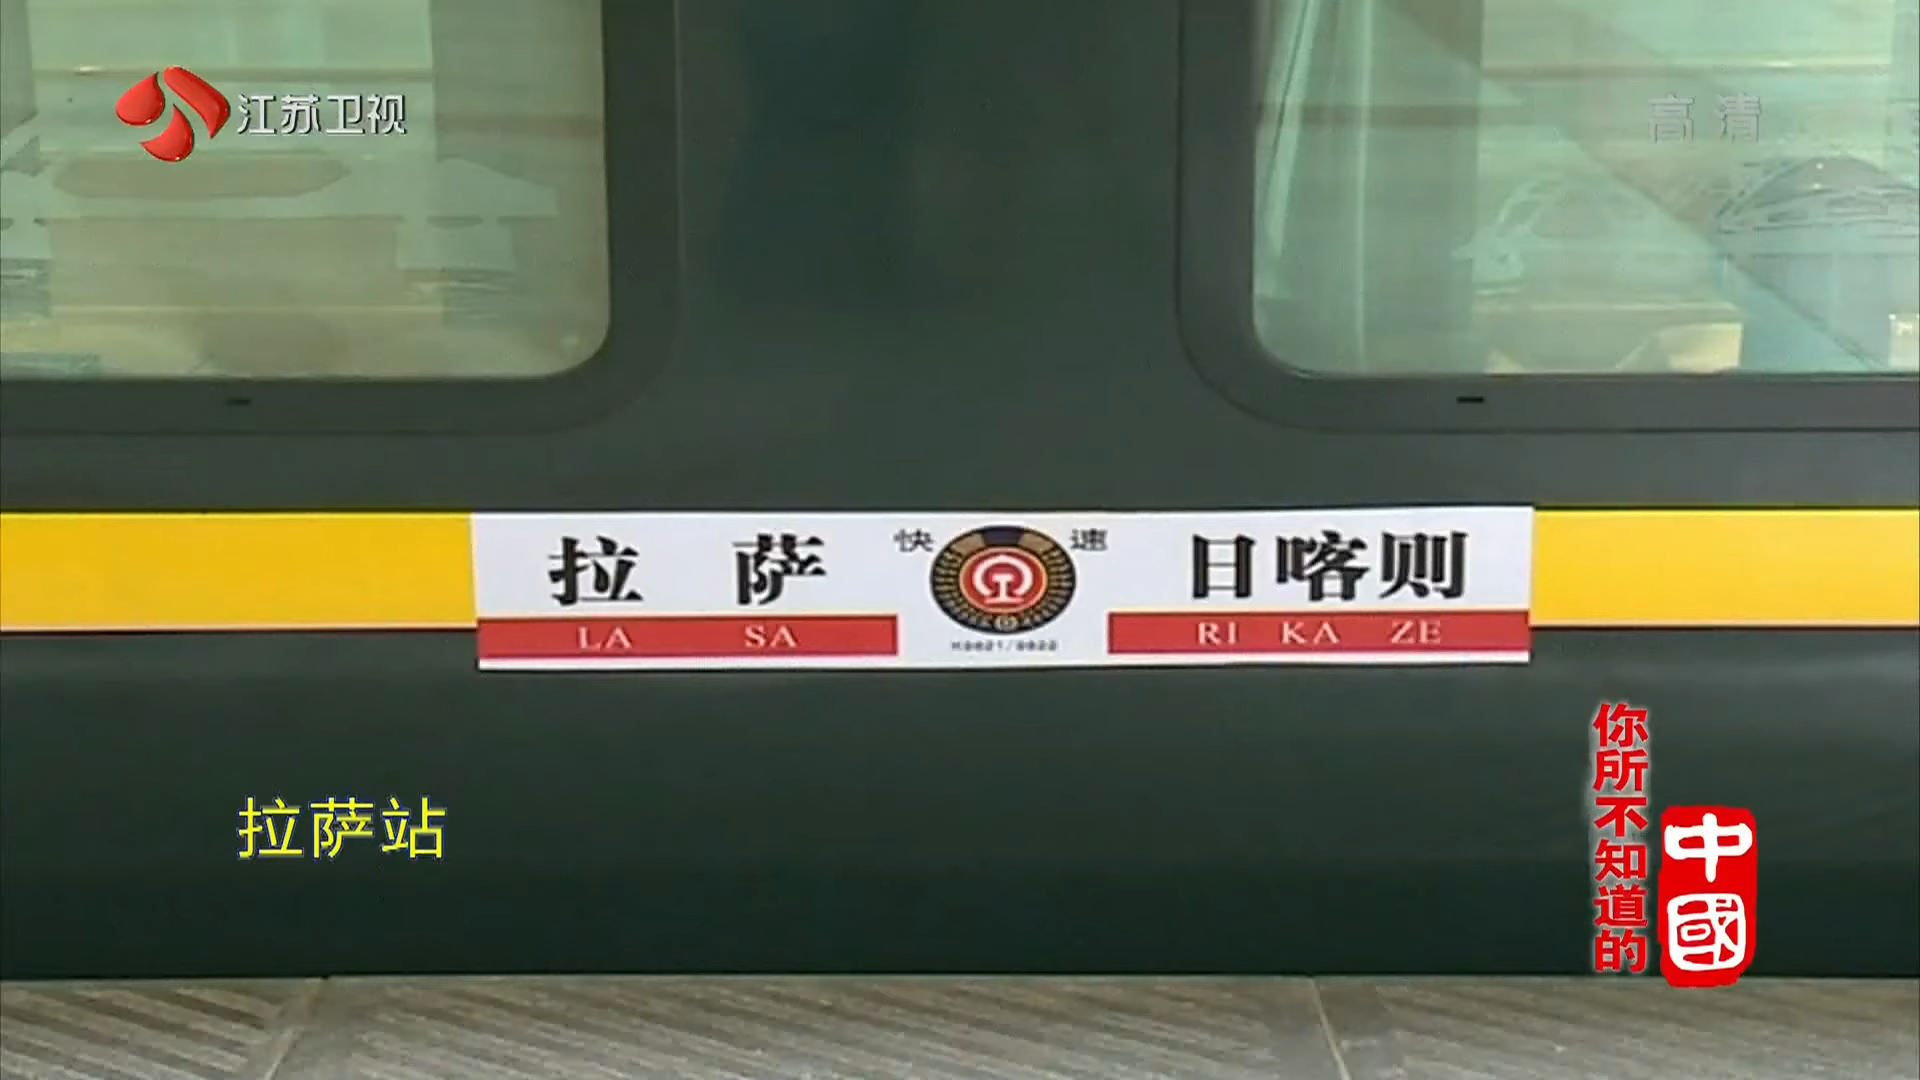 江苏卫视
高清
拉萨
快速
日喀则
LA SA
RI KA ZE
拉萨站
你所不知道的
中國